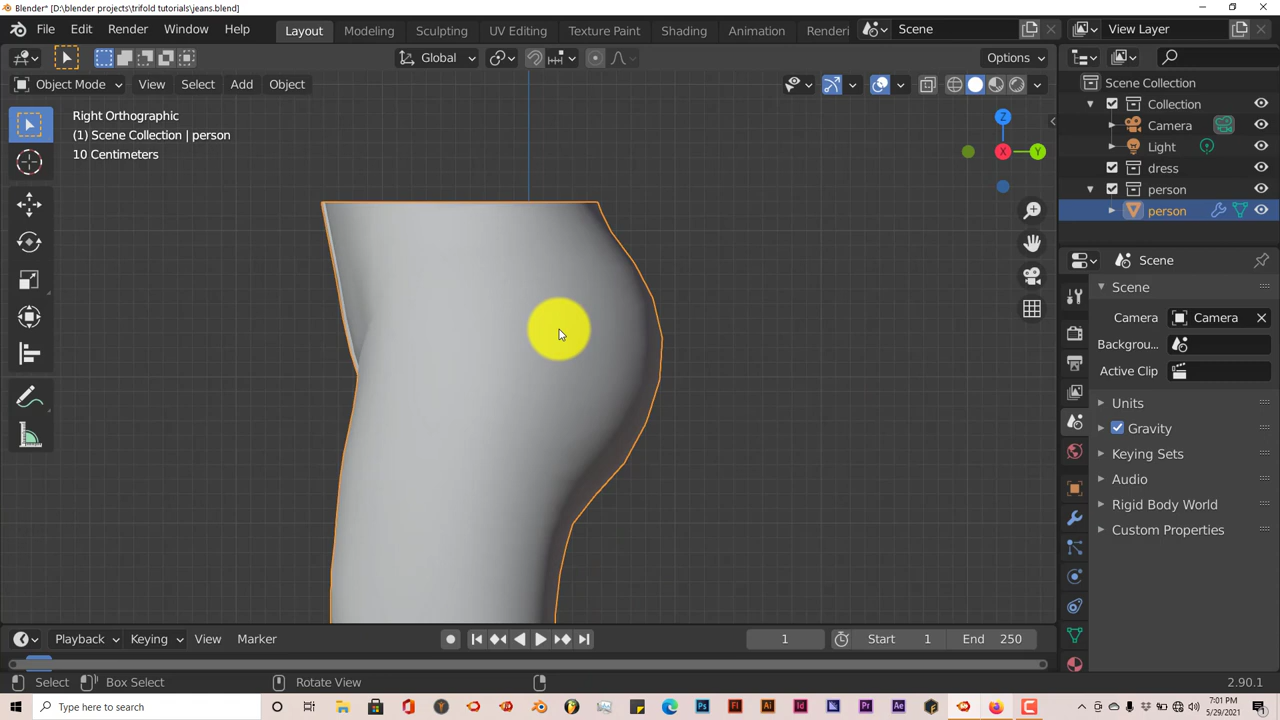 Blender* [D:\blender projects\trifold tutorials\jeans.blend]
File Edit Render Window Help Layout Modeling Sculpting UV Editing Texture Paint Shading Animation Renderi Scene View Layer
Global Options
Object Mode View Select Add Object
Right Orthographic
(1) Scene Collection | person
10 Centimeters
Z
X
Y
Scene Collection
Collection
Camera
Light
dress
person
person
Scene
Scene
Camera Camera
Backgrou...
Active Clip
Units
Gravity
Keying Sets
Audio
Rigid Body World
Custom Properties
Playback Keying View Marker 1 Start 1 End 250
Select Box Select Rotate View 2.90.1
Type here to search
7:01 PM
5/29/2021